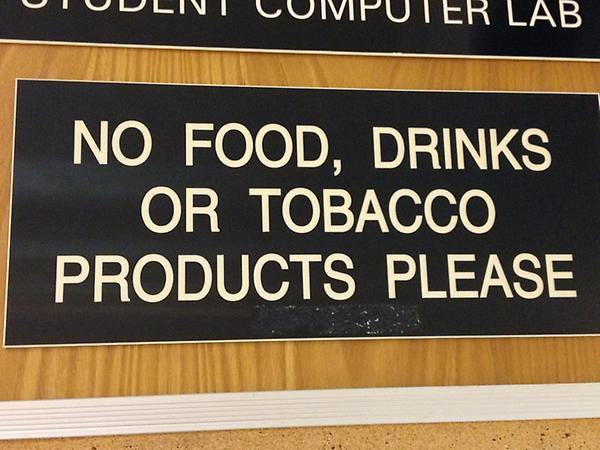 STUDENT COMPUTER LAB
NO FOOD, DRINKS
OR TOBACCO
PRODUCTS PLEASE